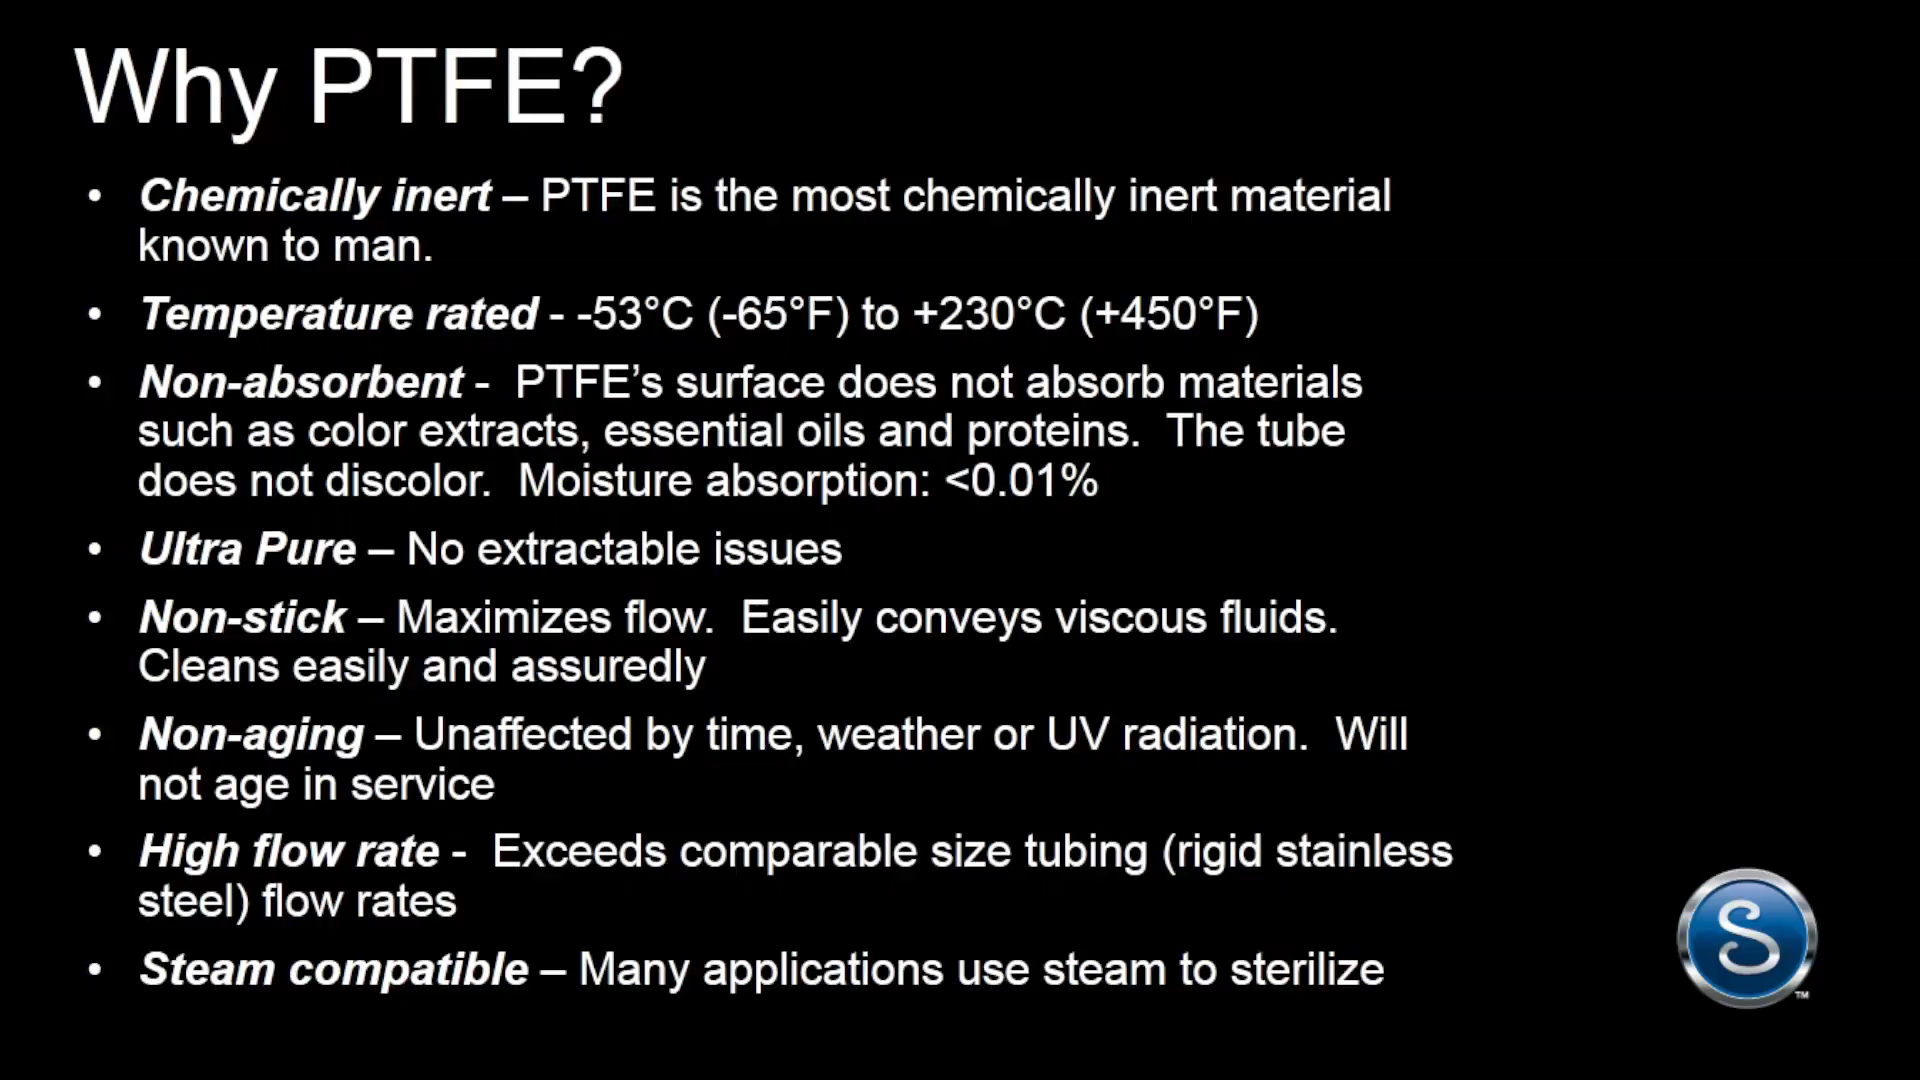 Why PTFE?
• Chemically inert – PTFE is the most chemically inert material
known to man.
• Temperature rated - -53°C (-65°F) to +230°C (+450°F)
• Non-absorbent -  PTFE’s surface does not absorb materials
such as color extracts, essential oils and proteins.  The tube
does not discolor.  Moisture absorption: <0.01%
• Ultra Pure – No extractable issues
• Non-stick – Maximizes flow.  Easily conveys viscous fluids.
Cleans easily and assuredly
• Non-aging – Unaffected by time, weather or UV radiation.  Will
not age in service
• High flow rate -  Exceeds comparable size tubing (rigid stainless
steel) flow rates
• Steam compatible – Many applications use steam to sterilize
S
TM